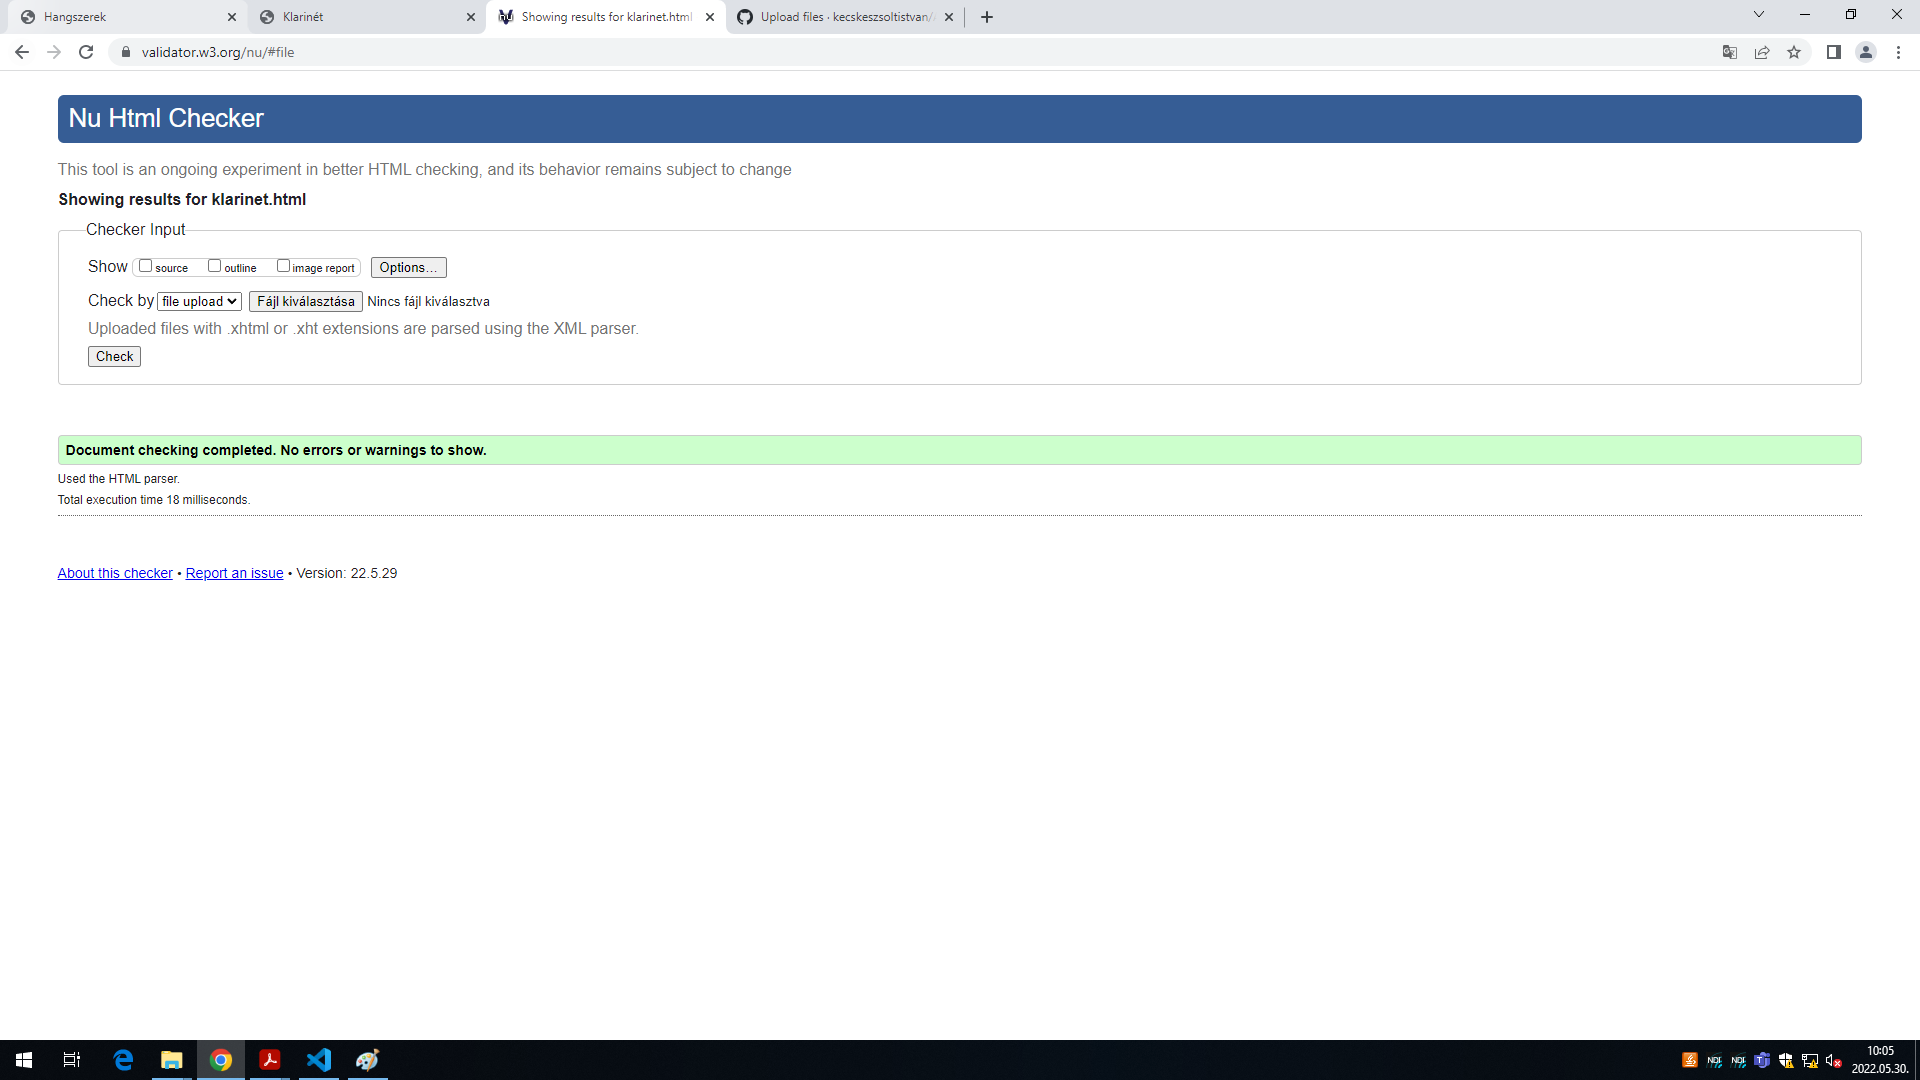 Hangszerek
Klarinét
Showing results for klarinet.html
Upload files · kecskeszsoltistvan/
validator.w3.org/nu/#file
Nu Html Checker
This tool is an ongoing experiment in better HTML checking, and its behavior remains subject to change
Showing results for klarinet.html
Checker Input
Show source outline image report Options...
Check by file upload Fájl kiválasztása Nincs fájl kiválasztva
Uploaded files with .xhtml or .xht extensions are parsed using the XML parser.
Check
Document checking completed. No errors or warnings to show.
Used the HTML parser.
Total execution time 18 milliseconds.
About this checker • Report an issue • Version: 22.5.29
NDI NDI
10:05
2022.05.30.